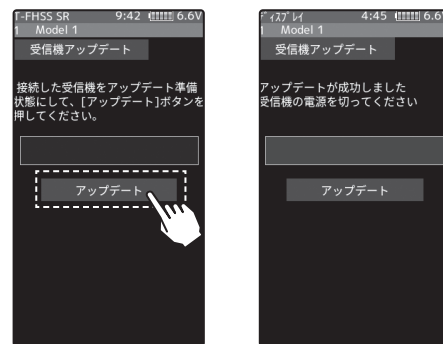 T-FHSS SR 9:42 6.6V
1 Model 1
受信機アップデート
接続した受信機をアップデート準備
状態にして、[アップデート]ボタンを
押してください。
アップデート
ﾃﾞｨｽﾌﾟﾚｲ 4:45 6.6V
1 Model 1
受信機アップデート
アップデートが成功しました
受信機の電源を切ってください
アップデート